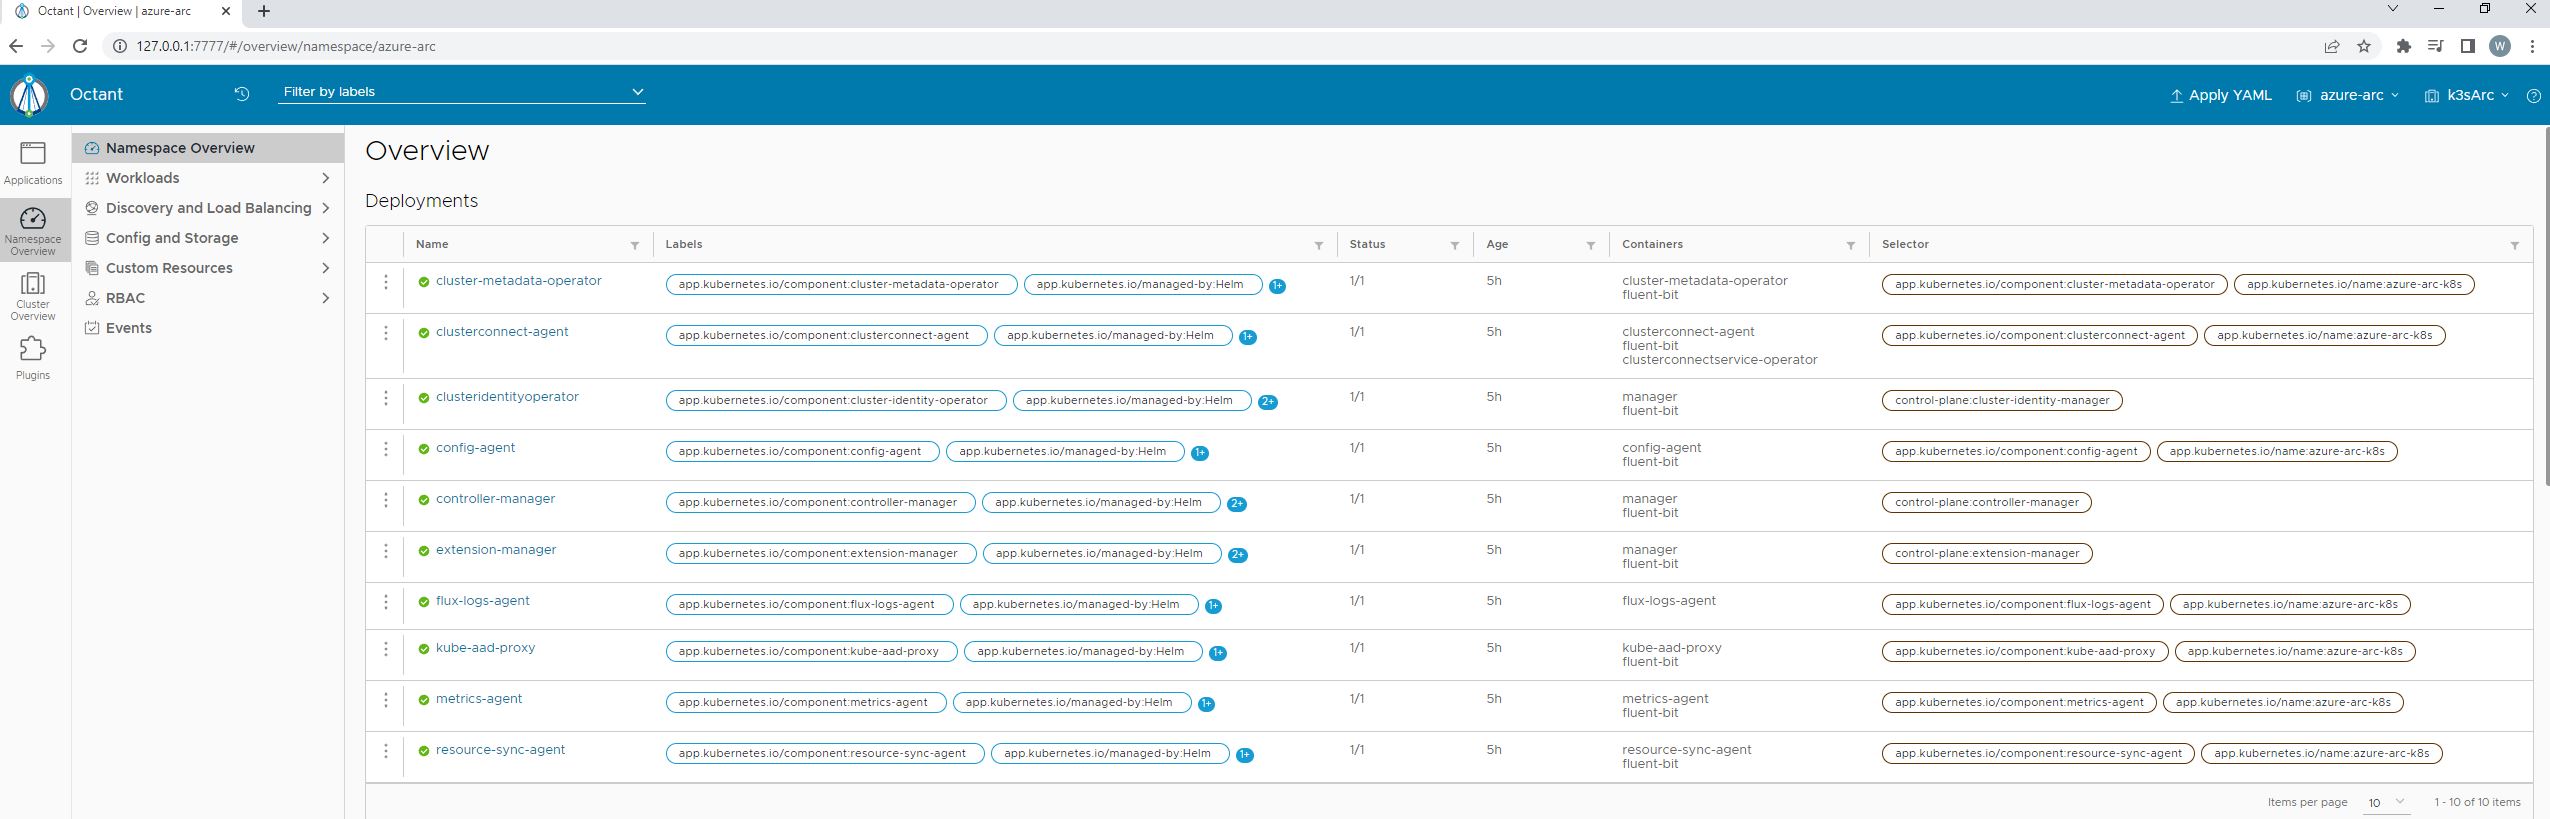 Octant | Overview | azure-arc
127.0.0.1:7777/#/overview/namespace/azure-arc
W
Octant
Filter by labels
Apply YAML
azure-arc
k3sArc
Applications
Namespace Overview
Cluster Overview
Plugins
Namespace Overview
Workloads
Discovery and Load Balancing
Config and Storage
Custom Resources
RBAC
Events
Overview
Deployments
Name Labels Status Age Containers Selector
cluster-metadata-operator app.kubernetes.io/component:cluster-metadata-operator app.kubernetes.io/managed-by:Helm 1+ 1/1 5h cluster-metadata-operator app.kubernetes.io/component:cluster-metadata-operator app.kubernetes.io/name:azure-arc-k8s
fluent-bit
clusterconnect-agent app.kubernetes.io/component:clusterconnect-agent app.kubernetes.io/managed-by:Helm 1+ 1/1 5h clusterconnect-agent app.kubernetes.io/component:clusterconnect-agent app.kubernetes.io/name:azure-arc-k8s
fluent-bit
clusterconnectservice-operator
clusteridentityoperator app.kubernetes.io/component:cluster-identity-operator app.kubernetes.io/managed-by:Helm 2+ 1/1 5h manager control-plane:cluster-identity-manager
fluent-bit
config-agent app.kubernetes.io/component:config-agent app.kubernetes.io/managed-by:Helm 1+ 1/1 5h config-agent app.kubernetes.io/component:config-agent app.kubernetes.io/name:azure-arc-k8s
fluent-bit
controller-manager app.kubernetes.io/component:controller-manager app.kubernetes.io/managed-by:Helm 2+ 1/1 5h manager control-plane:controller-manager
fluent-bit
extension-manager app.kubernetes.io/component:extension-manager app.kubernetes.io/managed-by:Helm 2+ 1/1 5h manager control-plane:extension-manager
fluent-bit
flux-logs-agent app.kubernetes.io/component:flux-logs-agent app.kubernetes.io/managed-by:Helm 1+ 1/1 5h flux-logs-agent app.kubernetes.io/component:flux-logs-agent app.kubernetes.io/name:azure-arc-k8s
kube-aad-proxy app.kubernetes.io/component:kube-aad-proxy app.kubernetes.io/managed-by:Helm 1+ 1/1 5h kube-aad-proxy app.kubernetes.io/component:kube-aad-proxy app.kubernetes.io/name:azure-arc-k8s
fluent-bit
metrics-agent app.kubernetes.io/component:metrics-agent app.kubernetes.io/managed-by:Helm 1+ 1/1 5h metrics-agent app.kubernetes.io/component:metrics-agent app.kubernetes.io/name:azure-arc-k8s
fluent-bit
resource-sync-agent app.kubernetes.io/component:resource-sync-agent app.kubernetes.io/managed-by:Helm 1+ 1/1 5h resource-sync-agent app.kubernetes.io/component:resource-sync-agent app.kubernetes.io/name:azure-arc-k8s
fluent-bit
Items per page 10 1 - 10 of 10 items